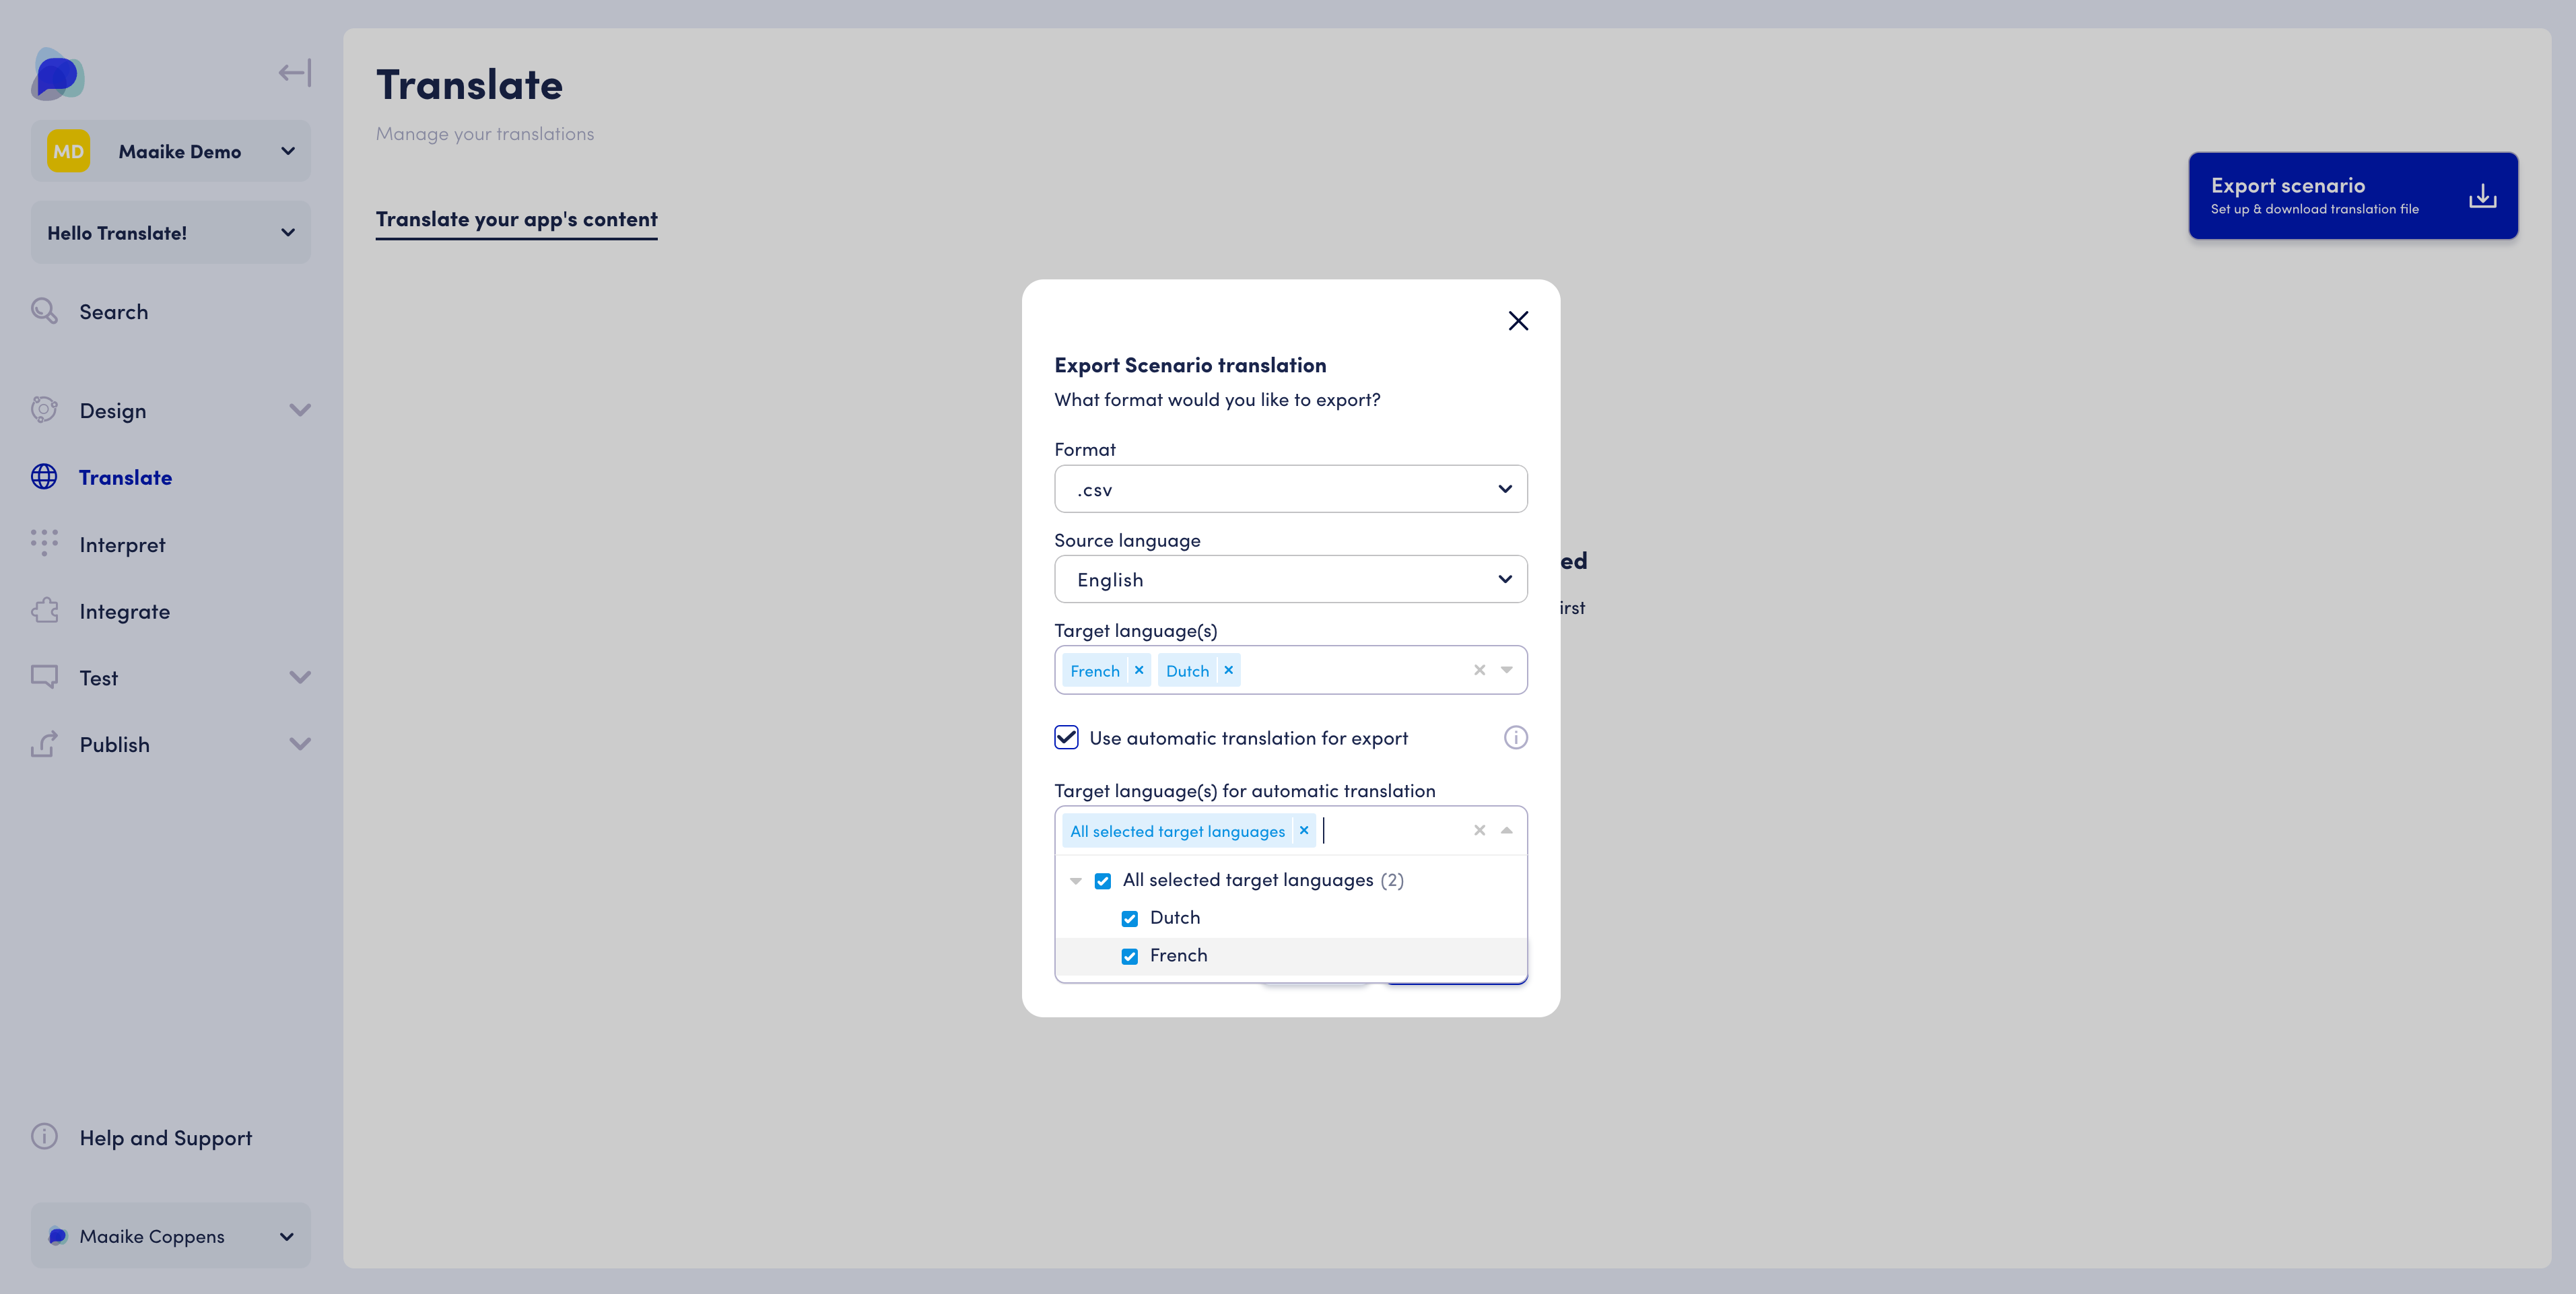 MD Maaike Demo
Hello Translate!
Search
Design
Translate
Interpret
Integrate
Test
Publish
Help and Support
Maaike Coppens
Translate
Manage your translations
Translate your app's content
Export scenario
Set up & download translation file
Export Scenario translation
What format would you like to export?
Format
.csv
Source language
English
Target language(s)
French
Dutch
Use automatic translation for export
Target language(s) for automatic translation
All selected target languages
All selected target languages (2)
Dutch
French